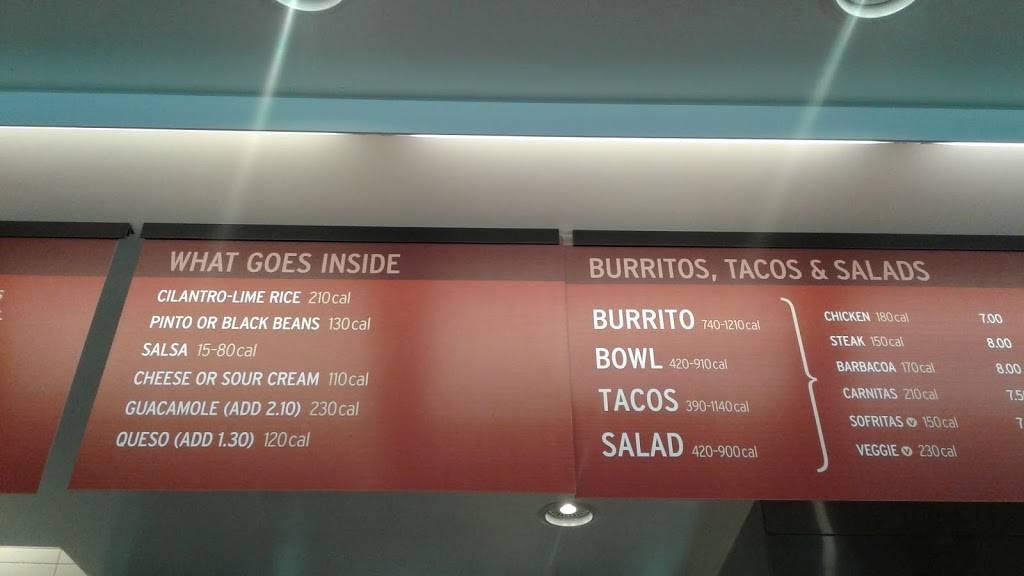 WHAT GOES INSIDE
CILANTRO-LIME RICE 210cal
PINTO OR BLACK BEANS 130cal
SALSA 15-80cal
CHEESE OR SOUR CREAM 110cal
GUACAMOLE (ADD 2.10) 230cal
QUESO (ADD 1.30) 120cal
BURRITOS, TACOS & SALADS
BURRITO 740-1210cal
BOWL 420-910cal
TACOS 390-1140cal
SALAD 420-900cal
CHICKEN 180cal 7.00
STEAK 150cal 8.00
BARBACOA 170cal 8.00
CARNITAS 210cal 7.5
SOFRITAS V 150cal 7
VEGGIE V 230cal